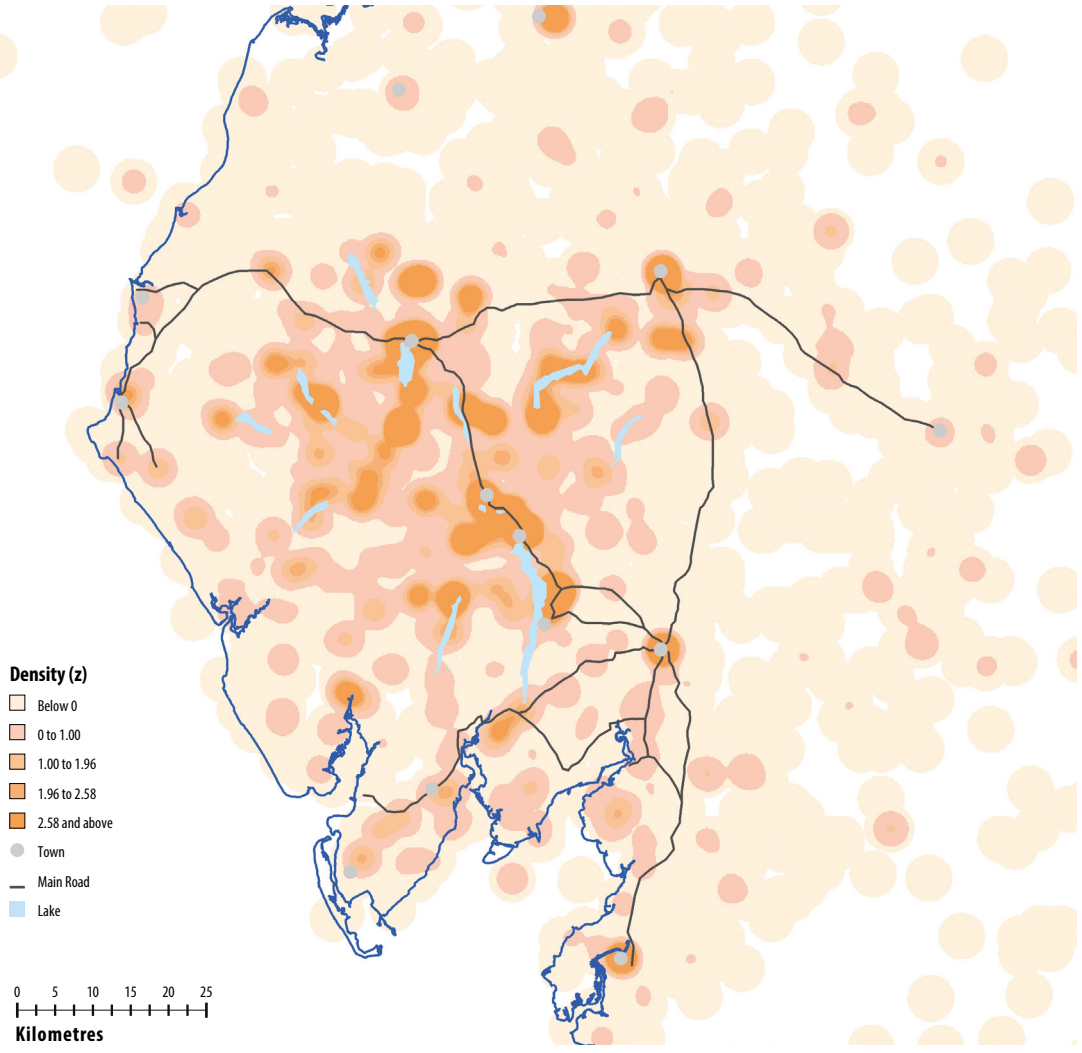 Density (z)
Below 0
0 to 1.00
1.00 to 1.96
1.96 to 2.58
2.58 and above
Town
Main Road
Lake
0 5 10 15 20 25
Kilometres